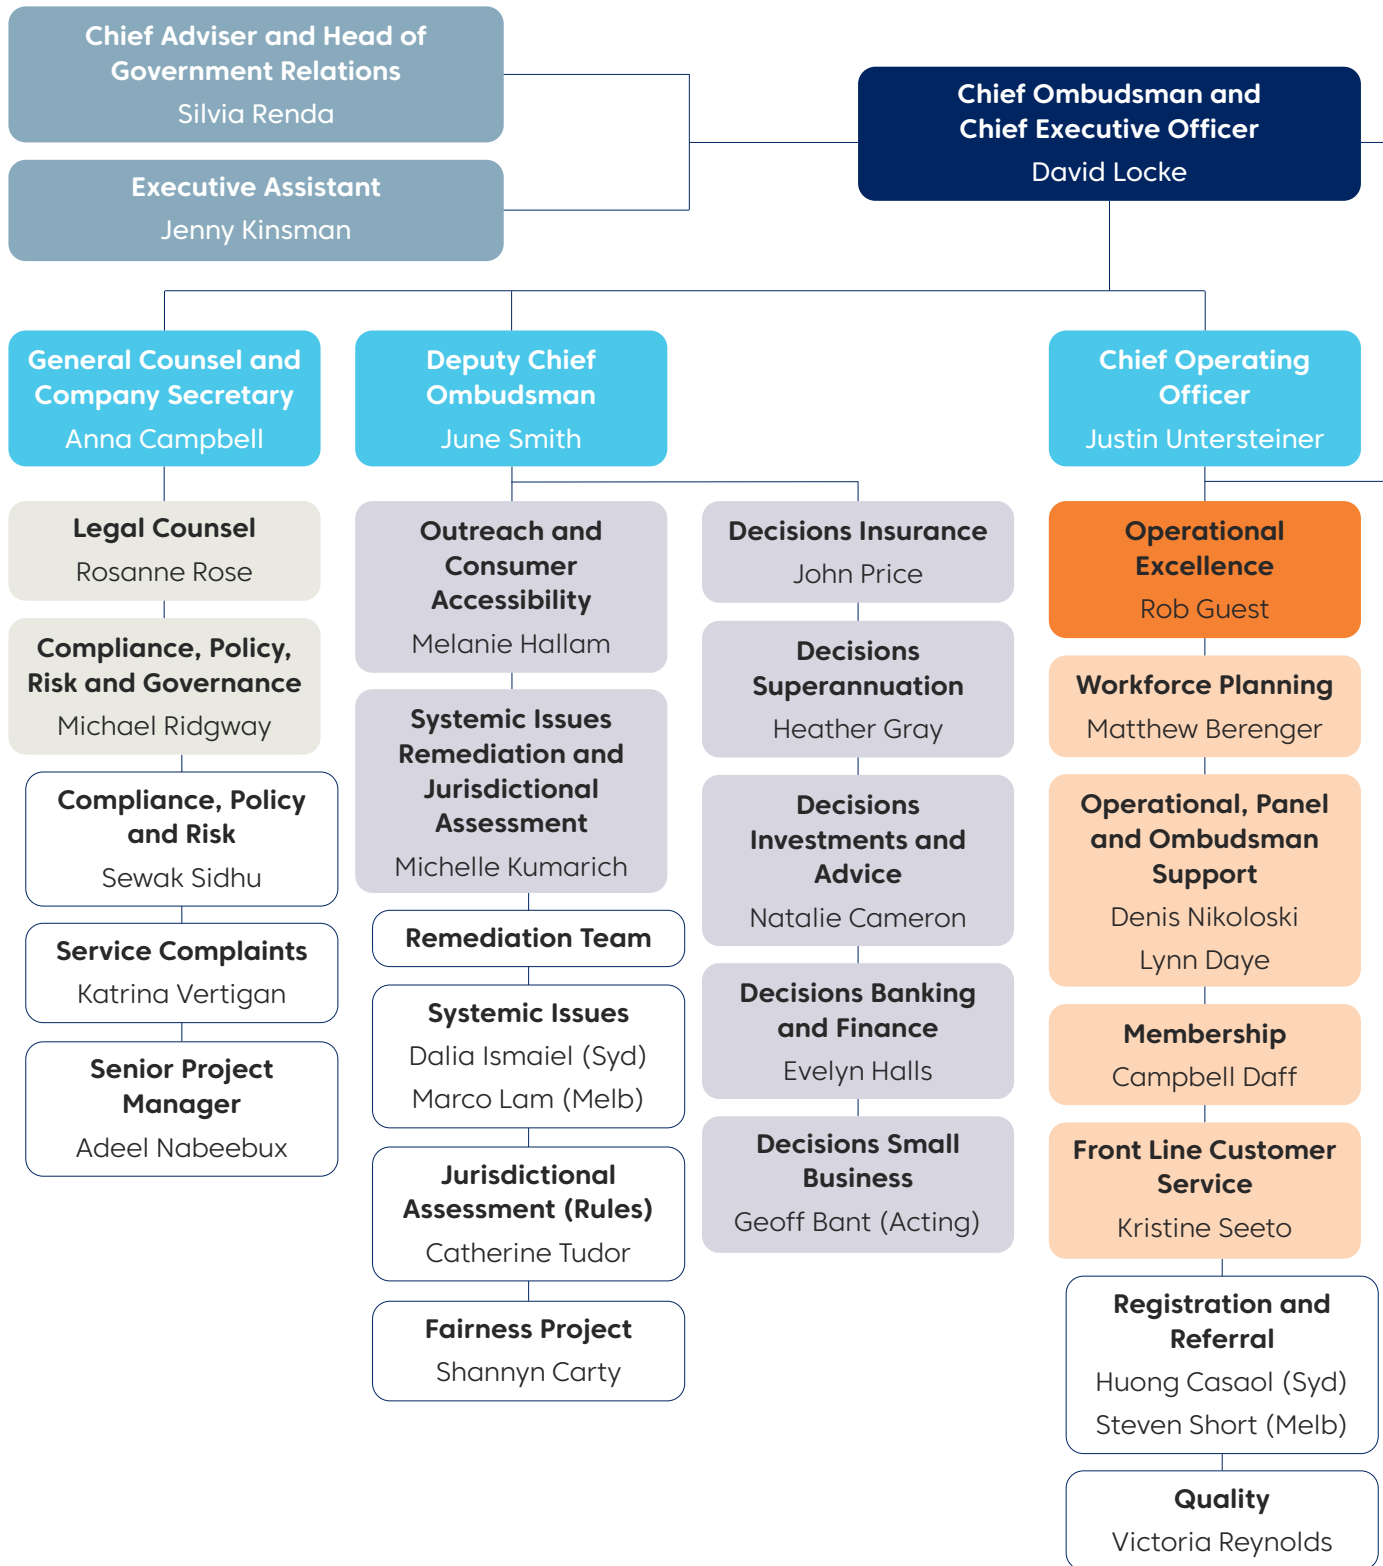 Chief Adviser and Head of
Government Relations
Silvia Renda
Executive Assistant
Jenny Kinsman
Chief Ombudsman and
Chief Executive Officer
David Locke
General Counsel and
Company Secretary
Anna Campbell
Legal Counsel
Rosanne Rose
Compliance, Policy,
Risk and Governance
Michael Ridgway
Compliance, Policy
and Risk
Sewak Sidhu
Service Complaints
Katrina Vertigan
Senior Project
Manager
Adeel Nabeebux
Deputy Chief
Ombudsman
June Smith
Outreach and
Consumer
Accessibility
Melanie Hallam
Systemic Issues
Remediation and
Jurisdictional
Assessment
Michelle Kumarich
Remediation Team
Systemic Issues
Dalia Ismaiel (Syd)
Marco Lam (Melb)
Jurisdictional
Assessment (Rules)
Catherine Tudor
Fairness Project
Shannyn Carty
Decisions Insurance
John Price
Decisions
Superannuation
Heather Gray
Decisions
Investments and
Advice
Natalie Cameron
Decisions Banking
and Finance
Evelyn Halls
Decisions Small
Business
Geoff Bant (Acting)
Chief Operating
Officer
Justin Untersteiner
Operational
Excellence
Rob Guest
Workforce Planning
Matthew Berenger
Operational, Panel
and Ombudsman
Support
Denis Nikoloski
Lynn Daye
Membership
Campbell Daff
Front Line Customer
Service
Kristine Seeto
Registration and
Referral
Huong Casaol (Syd)
Steven Short (Melb)
Quality
Victoria Reynolds